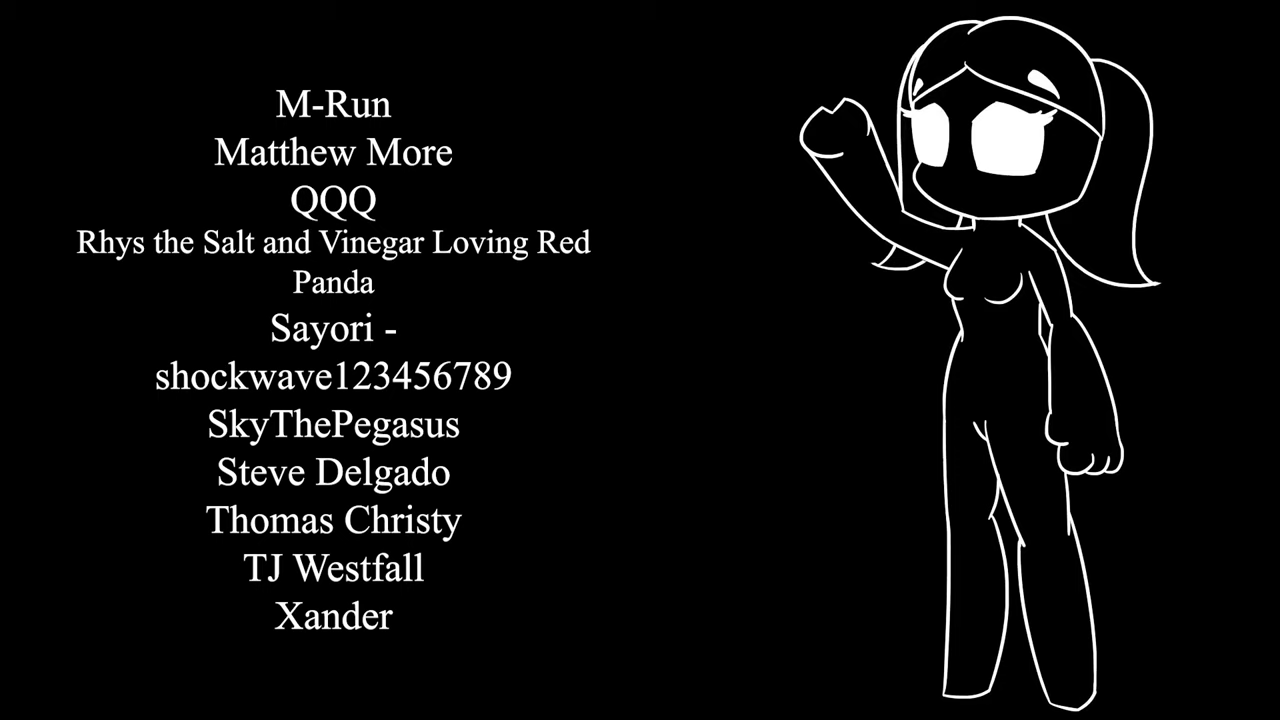 M-Run
Matthew More
QQQ
Rhys the Salt and Vinegar Loving Red
Panda
Sayori -
shockwave123456789
SkyThePegasus
Steve Delgado
Thomas Christy
TJ Westfall
Xander